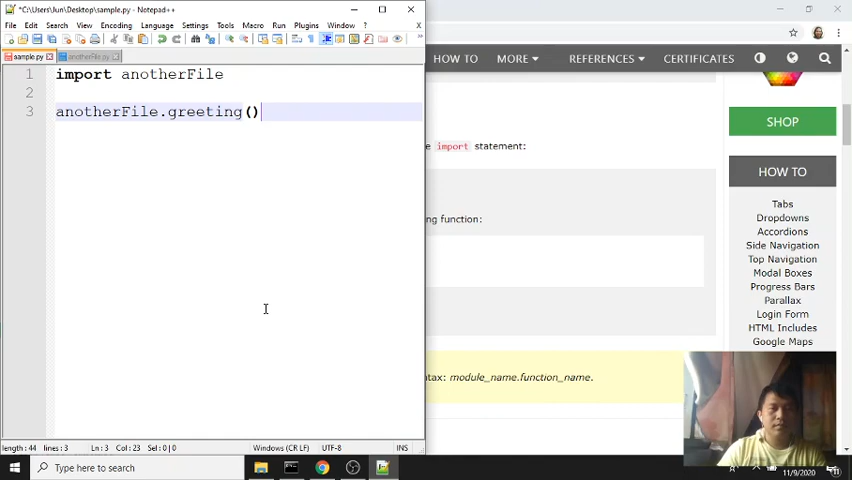 *C:\Users\Jun\Desktop\sample.py - Notepad++
File Edit Search View Encoding Language Settings Tools Macro Run Plugins Window ?
sample.py anotherFile.py
1 import anotherFile
2
3 anotherFile.greeting()
length : 44 lines : 3 Ln : 3 Col : 23 Sel : 0 | 0 Windows (CR LF) UTF-8 INS
HOW TO MORE REFERENCES CERTIFICATES
import statement:
function:
module_name.function_name.
SHOP
HOW TO
Tabs
Dropdowns
Accordions
Side Navigation
Top Navigation
Modal Boxes
Progress Bars
Parallax
Login Form
HTML Includes
Google Maps
Type here to search
11/9/2020